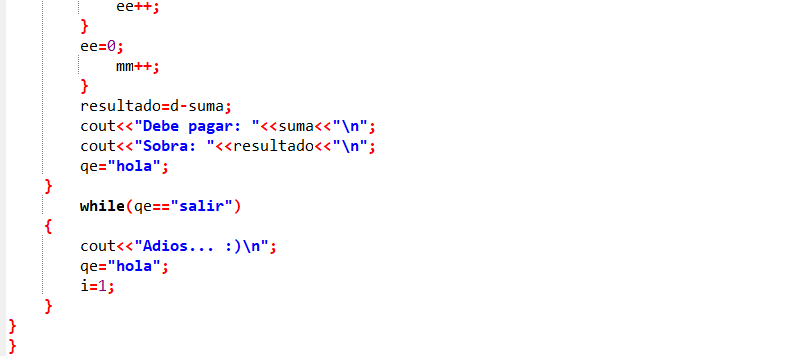 ee++;
}
ee=0;
mm++;
}
resultado=d-suma;
cout<<"Debe pagar: "<<suma<<"\n";
cout<<"Sobra: "<<resultado<<"\n";
qe="hola";
}
while(qe=="salir")
{
cout<<"Adios... :)\n";
qe="hola";
i=1;
}
}
}